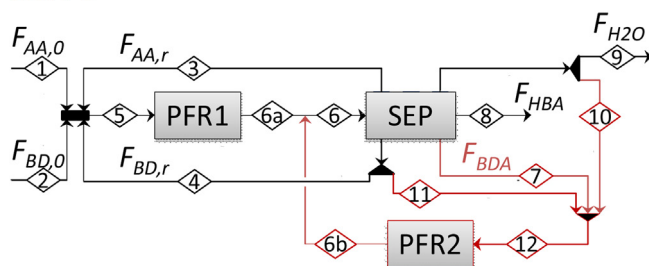 F_AA,0
1
F_AA,r
3
F_H2O
9
5
PFR1
6a
6
SEP
8
F_HBA
10
F_BD,0
2
F_BD,r
4
F_BDA
7
11
6b
PFR2
12